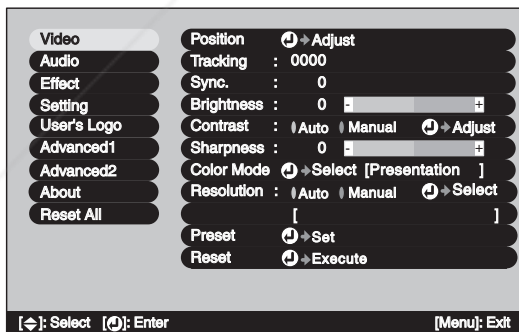 Video
Audio
Effect
Setting
User's Logo
Advanced1
Advanced2
About
Reset All
Position Adjust
Tracking : 0000
Sync. : 0
Brightness : 0 - +
Contrast : Auto Manual Adjust
Sharpness : 0 - +
Color Mode Select [Presentation ]
Resolution : Auto Manual Select
[ ]
Preset Set
Reset Execute
[ ]: Select [ ]: Enter [Menu]: Exit